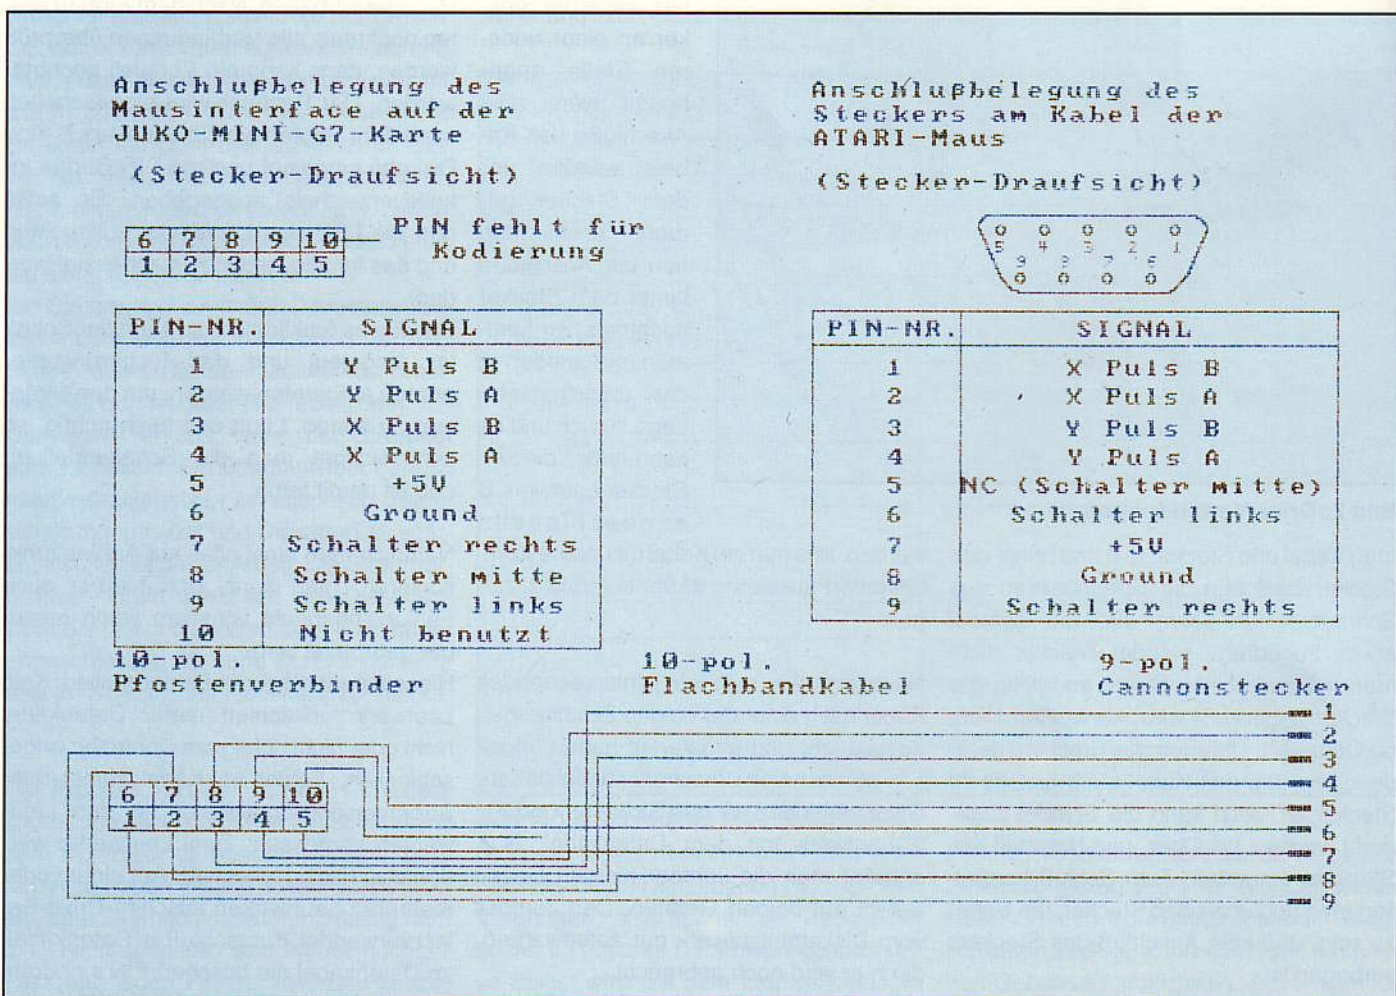 Anschlußbelegung des
Mausinterface auf der
JUKO-MINI-G7-Karte
(Stecker-Draufsicht)
6 7 8 9 10
1 2 3 4 5
PIN fehlt für
Kodierung
PIN-NR SIGNAL
1 Y Puls B
2 Y Puls A
3 X Puls B
4 X Puls A
5 +5V
6 Ground
7 Schalter rechts
8 Schalter mitte
9 Schalter links
10 Nicht benutzt
Anschlußbelegung des
Steckers am Kabel der
ATARI-Maus
(Stecker-Draufsicht)
5 4 3 2 1
9 8 7 6
PIN-NR. SIGNAL
1 X Puls B
2 X Puls A
3 Y Puls B
4 Y Puls A
5 NC (Schalter mitte)
6 Schalter links
7 +5V
8 Ground
9 Schalter rechts
10-pol.
Pfostenverbinder
10-pol.
Flachbandkabel
9-pol.
Cannonstecker
6 7 8 9 10
1 2 3 4 5
1
2
3
4
5
6
7
8
9